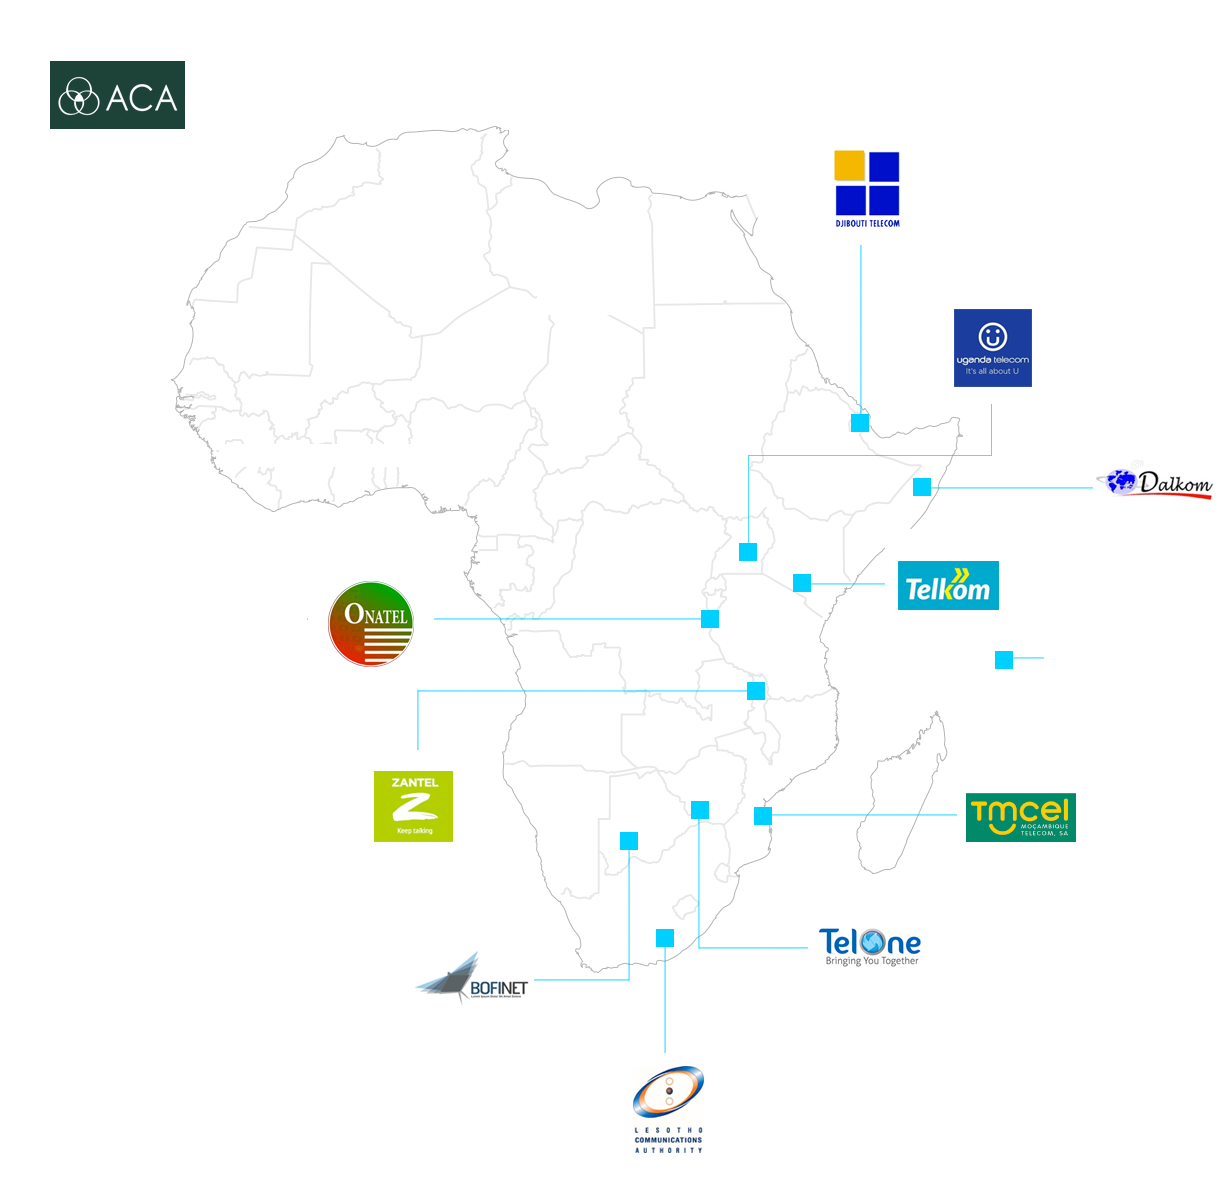 ACA
DJIBOUTI TELECOM
uganda telecom
It's all about U
Dalkom
Telkom
ONATEL
ZANTEL
Keep talking
TMCEL
MOÇAMBIQUE
TELECOM, SA
TelOne
Bringing You Together
BOFINET
LESOTHO
COMMUNICATIONS
AUTHORITY